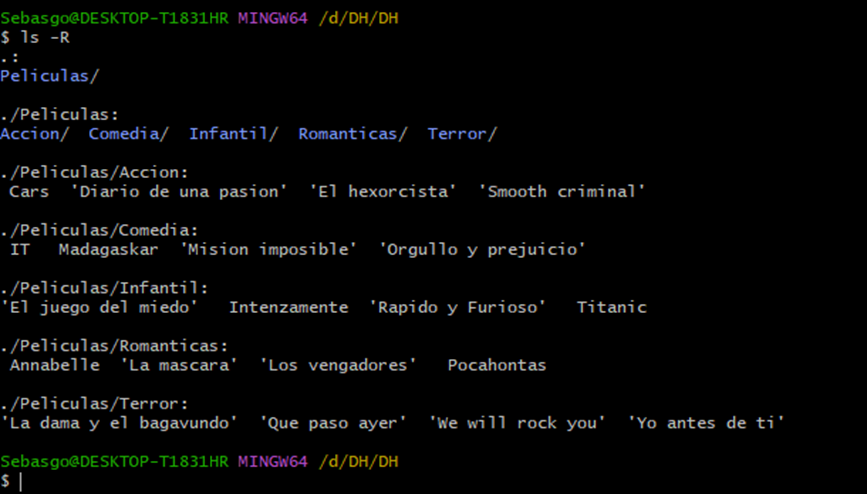 Sebasgo@DESKTOP-T1831HR MINGW64 /d/DH/DH
$ ls -R
.:
Peliculas/
./Peliculas:
Accion/ Comedia/ Infantil/ Romanticas/ Terror/
./Peliculas/Accion:
Cars 'Diario de una pasion' 'El hexorcista' 'Smooth criminal'
./Peliculas/Comedia:
IT Madagaskar 'Mision imposible' 'Orgullo y prejuicio'
./Peliculas/Infantil:
'El juego del miedo' Intenzamente 'Rapido y Furioso' Titanic
./Peliculas/Romanticas:
Annabelle 'La mascara' 'Los vengadores' Pocahontas
./Peliculas/Terror:
'La dama y el bagavundo' 'Que paso ayer' 'We will rock you' 'Yo antes de ti'
Sebasgo@DESKTOP-T1831HR MINGW64 /d/DH/DH
$